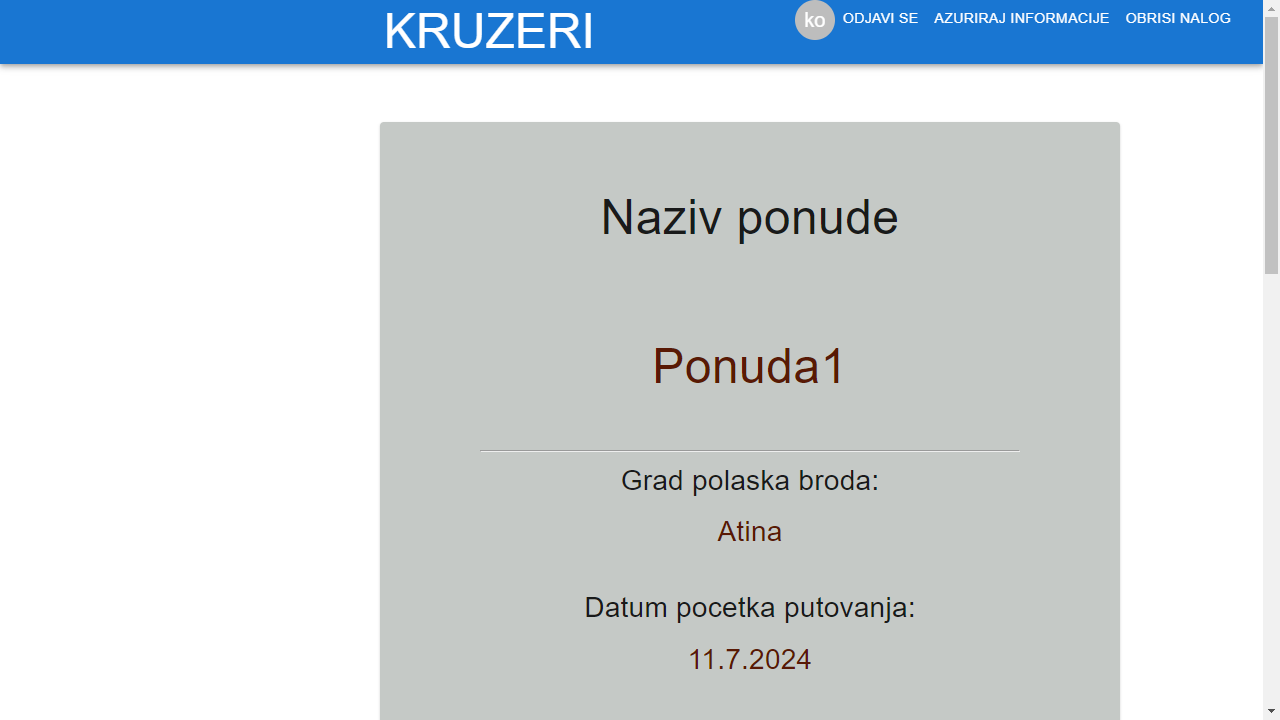 KRUZERI
ko ODJAVI SE AZURIRAJ INFORMACIJE OBRISI NALOG
Naziv ponude
Ponuda1
Grad polaska broda:
Atina
Datum pocetka putovanja:
11.7.2024